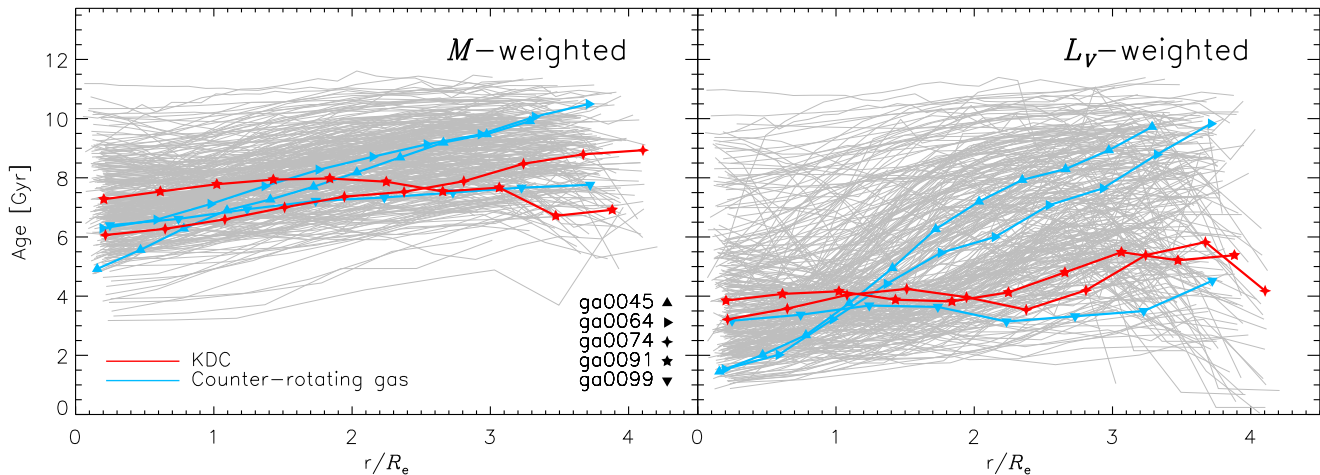 M-weighted
L_V-weighted
12
10
8
6
4
2
0
Age [Gyr]
ga0045
ga0064
ga0074
ga0091
ga0099
KDC
Counter-rotating gas
0 1 2 3 4
0 1 2 3 4
r/R_e
r/R_e